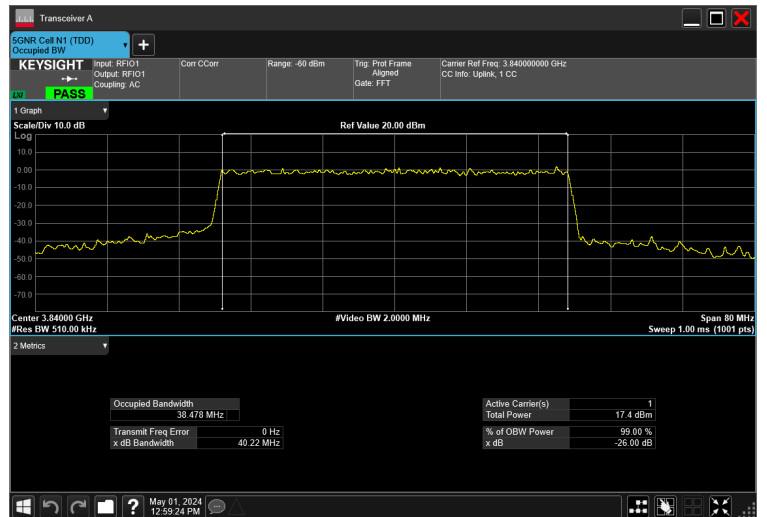 Transceiver A
5GNR Cell N1 (TDD)
Occupied BW
KEYSIGHT
LXI
PASS
Input: RFIO1
Output: RFIO1
Coupling: AC
Corr CCorr
Range: -60 dBm
Trig: Prot Frame
Aligned
Gate: FFT
Carrier Ref Freq: 3.840000000 GHz
CC Info: Uplink, 1 CC
1 Graph
Scale/Div 10.0 dB
Ref Value 20.00 dBm
Log
10.0
0.00
-10.0
-20.0
-30.0
-40.0
-50.0
-60.0
-70.0
Center 3.84000 GHz
#Video BW 2.0000 MHz
Span 80 MHz
#Res BW 510.00 kHz
Sweep 1.00 ms (1001 pts)
2 Metrics
Occupied Bandwidth
38.478 MHz
Transmit Freq Error 0 Hz
x dB Bandwidth 40.22 MHz
Active Carrier(s) 1
Total Power 17.4 dBm
% of OBW Power 99.00 %
x dB -26.00 dB
May 01, 2024
12:59:24 PM